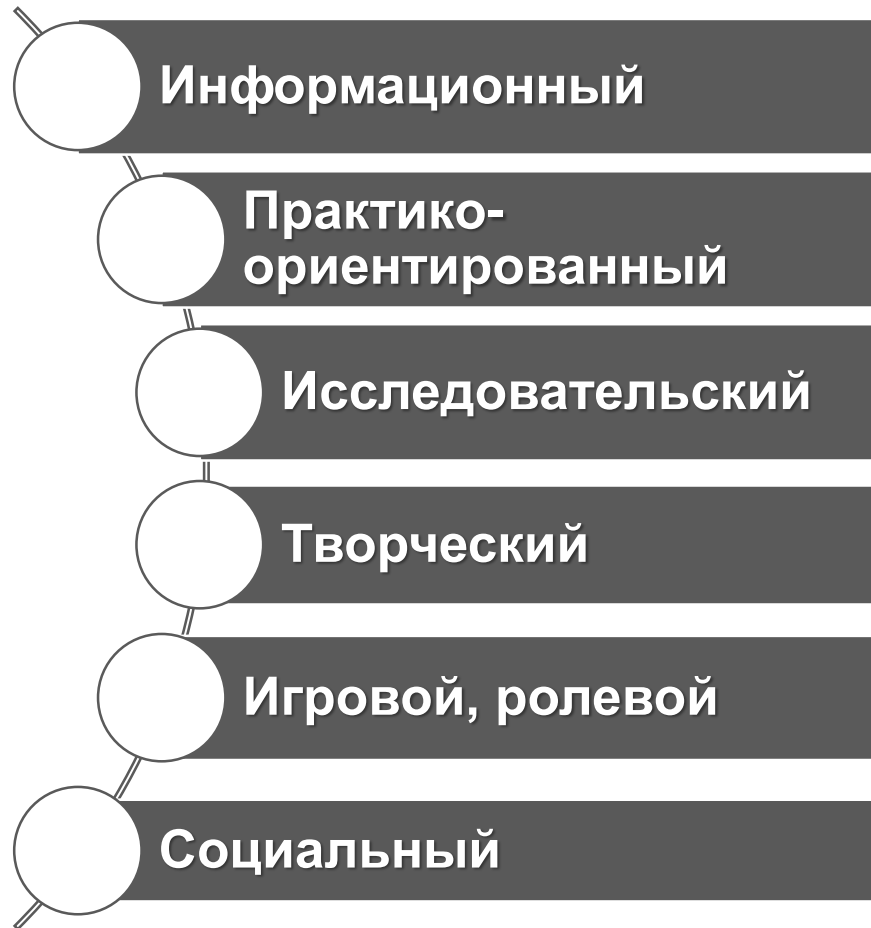 Информационный
Практико-
ориентированный
Исследовательский
Творческий
Игровой, ролевой
Социальный